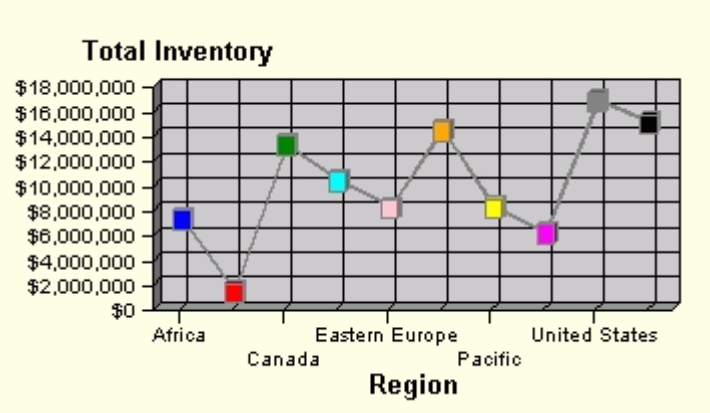 Total Inventory
$18,000,000
$16,000,000
$14,000,000
$12,000,000
$10,000,000
$8,000,000
$6,000,000
$4,000,000
$2,000,000
$0
Africa Eastern Europe United States
Canada Pacific
Region